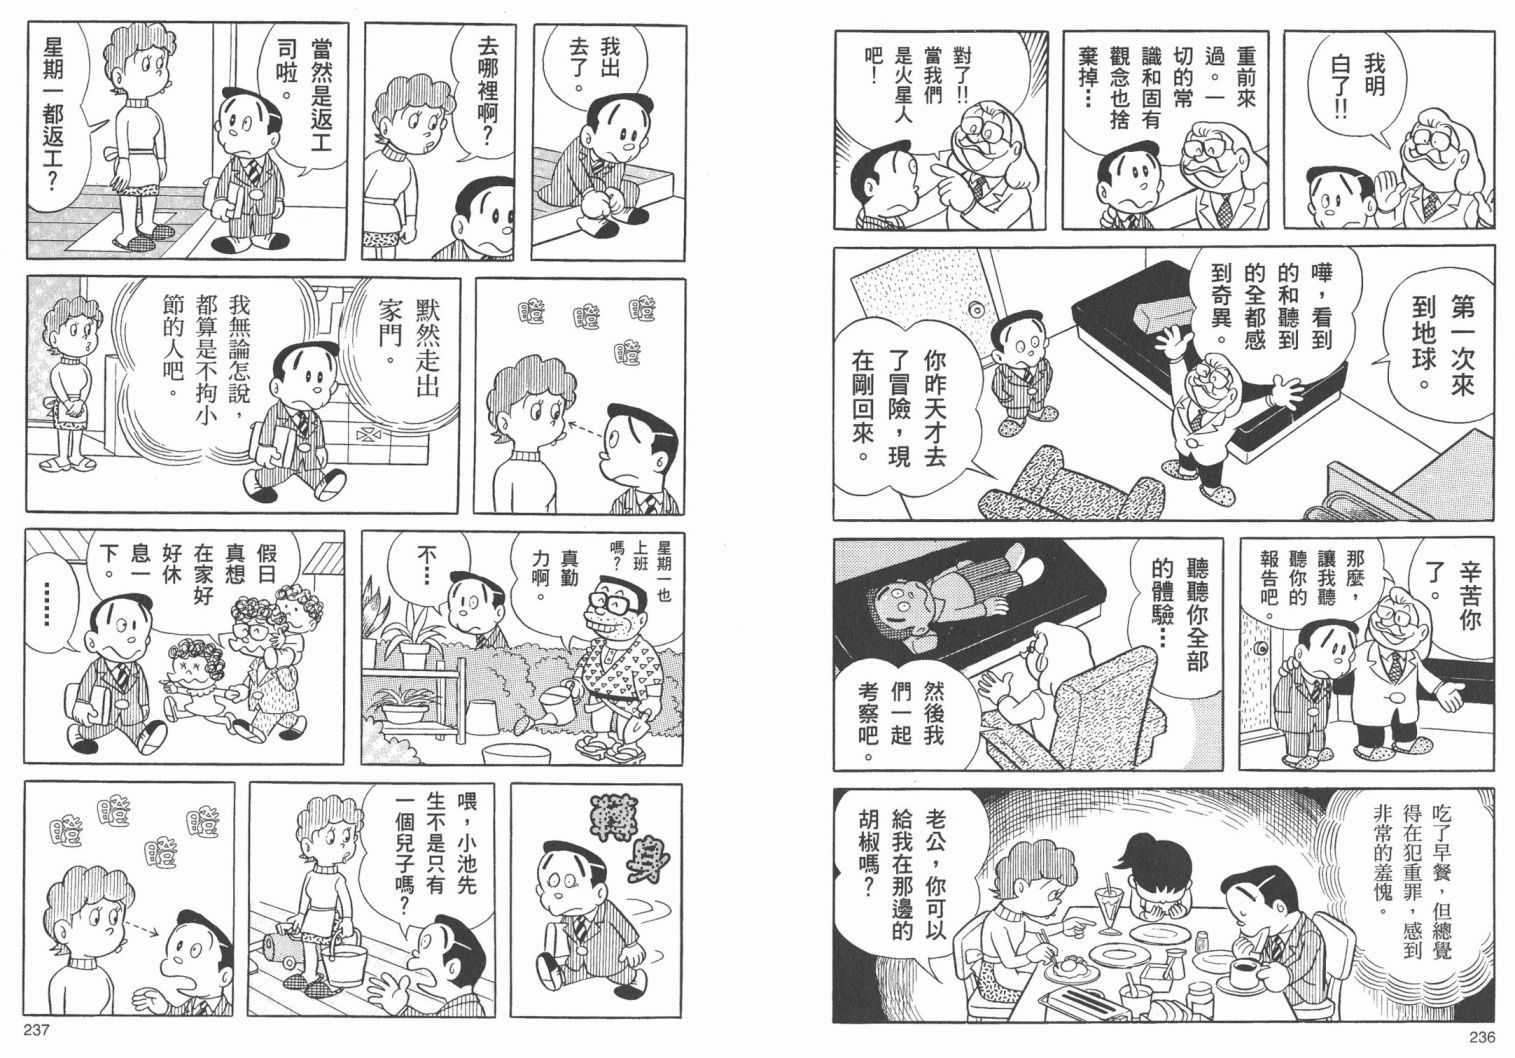 我明
白了!!
重前來
過。一
切的常
識和固有
觀念也捨
棄掉…
對了!!
當我們
是火星人
吧!
第一次來
到地球。
嘩，看到
的和聽到
的全都感
到奇異。
你昨天才去
了冒險，現
在剛回來。
辛苦你
了。
那麼，
讓我聽
聽你的
報告吧。
聽聽你全部
的體驗…
然後我
們一起
考察吧。
吃了早餐，但總覺
得在犯重罪，感到
非常的羞愧。
老公，你可以
給我在那邊的
胡椒嗎？
236
我出
去了。
去哪裡啊？
當然是返工
司啦。
星期一都返工？
瞪
瞪
瞪
瞪
默然走出
家門。
我無論怎說，
都算是不拘小
節的人吧。
星期一也
上班
嗎？
真勤
力啊。
不…
假日
真想
在家好
好休
息一
下。
……
轉
身
喂，小池先
生不是只有
一個兒子嗎？
瞪
瞪
瞪
瞪
237